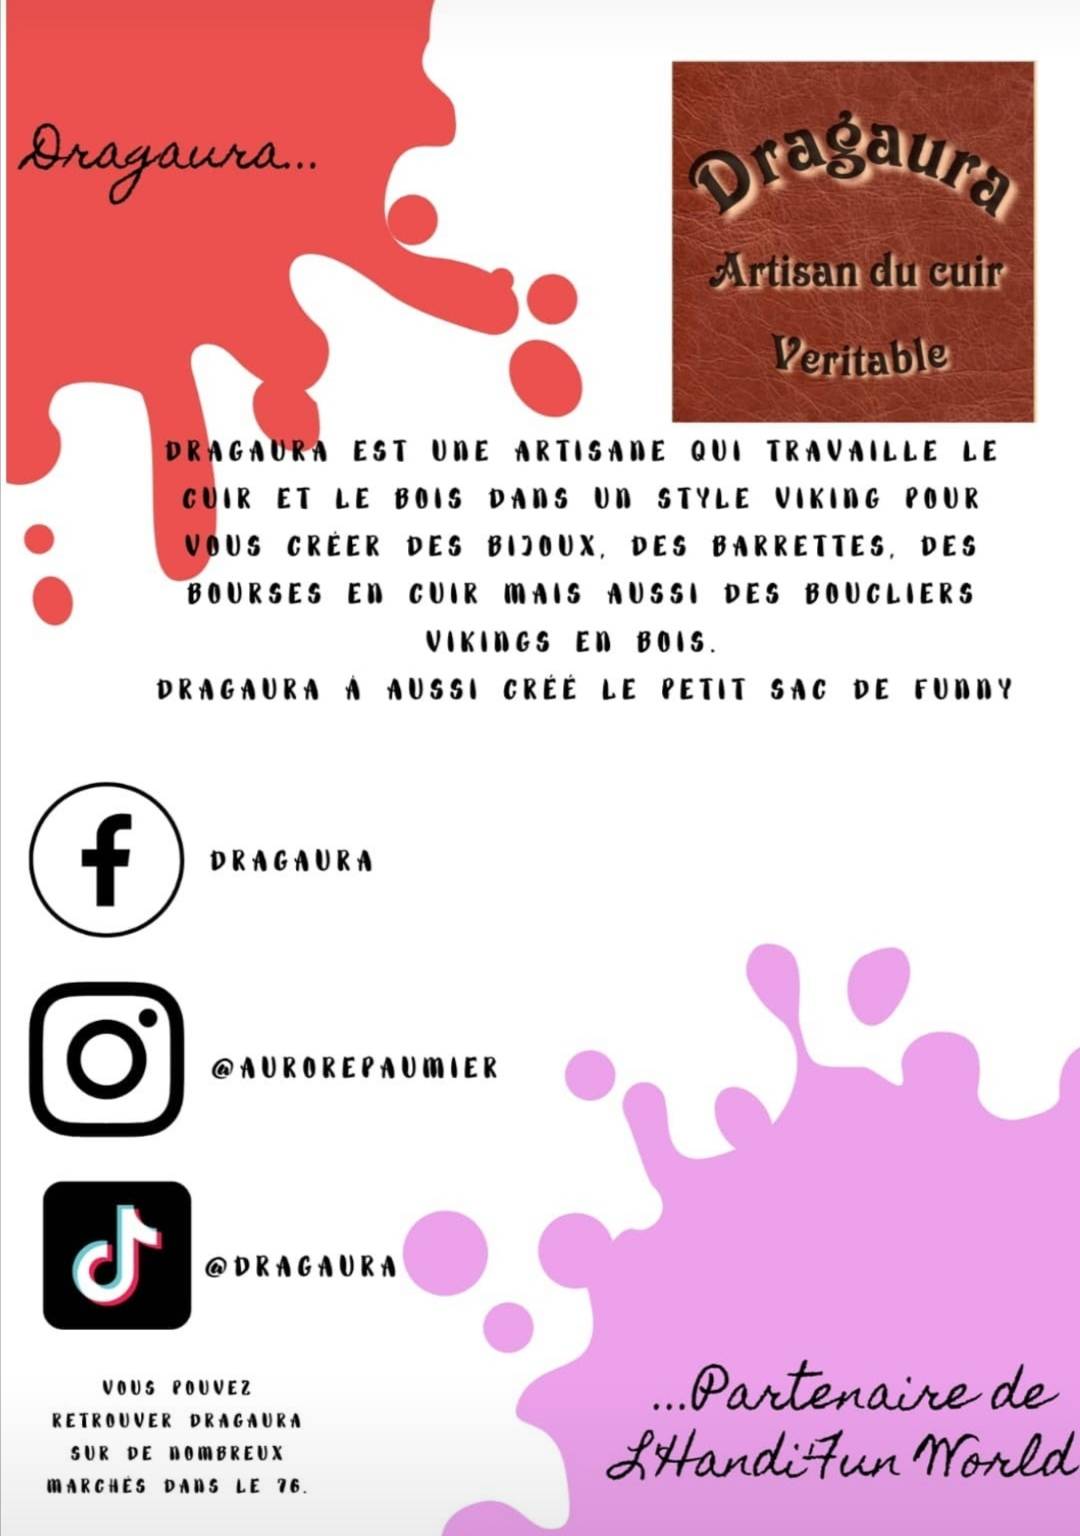 Dragaura...
Dragaura
Artisan du cuir
Veritable
DRAGAURA EST UNE ARTISANE QUI TRAVAILLE LE
CUIR ET LE BOIS DANS UN STYLE VIKING POUR
VOUS CRÉER DES BIJOUX, DES BARRETTES, DES
BOURSES EN CUIR MAIS AUSSI DES BOUCLIERS
VIKINGS EN BOIS.
DRAGAURA À AUSSI CRÉÉ LE PETIT SAC DE FUNNY
f
DRAGAURA
@AUROREPAUMIER
@DRAGAURA
VOUS POUVEZ
RETROUVER DRAGAURA
SUR DE NOMBREUX
MARCHÉS DANS LE 76.
...Partenaire de
LHandiFun World